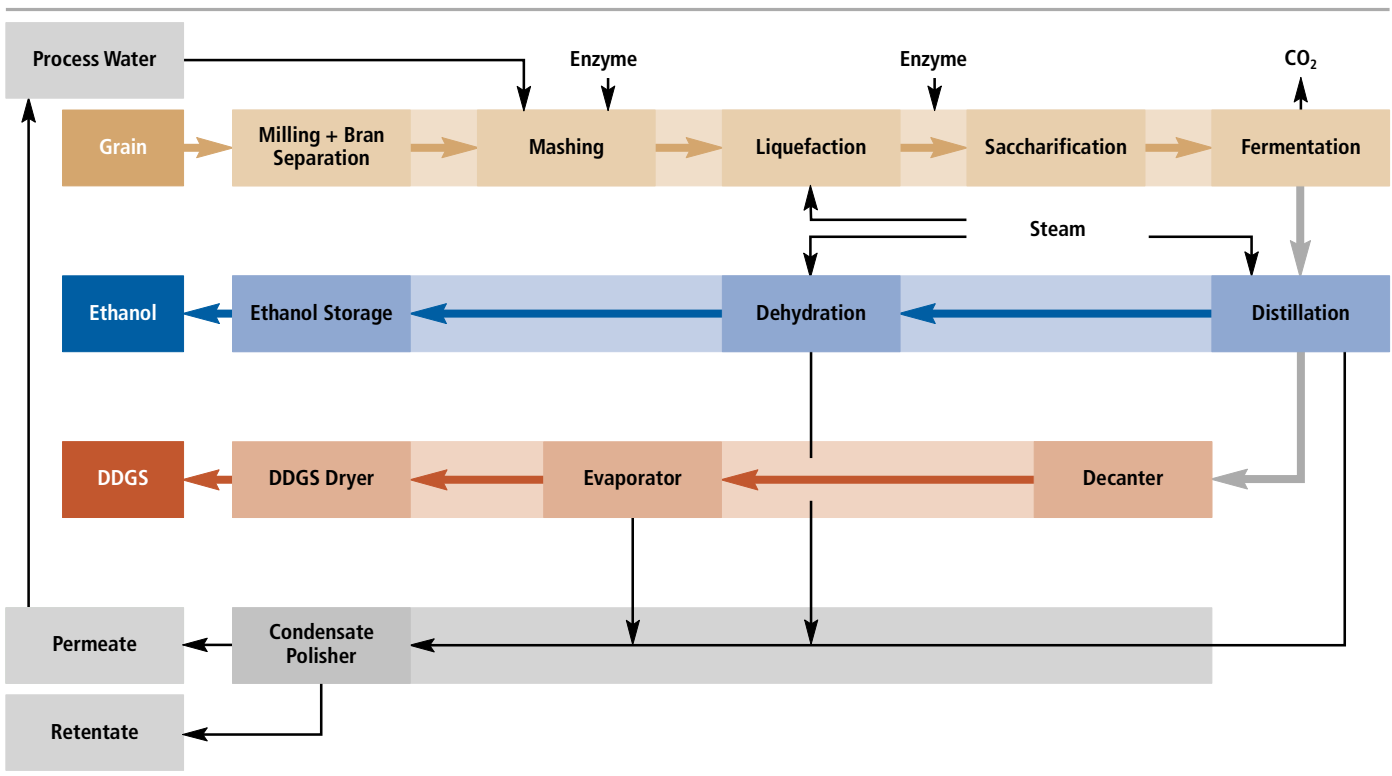 Process Water
Enzyme
Enzyme
CO₂
Grain
Milling + Bran
Separation
Mashing
Liquefaction
Saccharification
Fermentation
Steam
Ethanol
Ethanol Storage
Dehydration
Distillation
DDGS
DDGS Dryer
Evaporator
Decanter
Permeate
Condensate
Polisher
Retentate